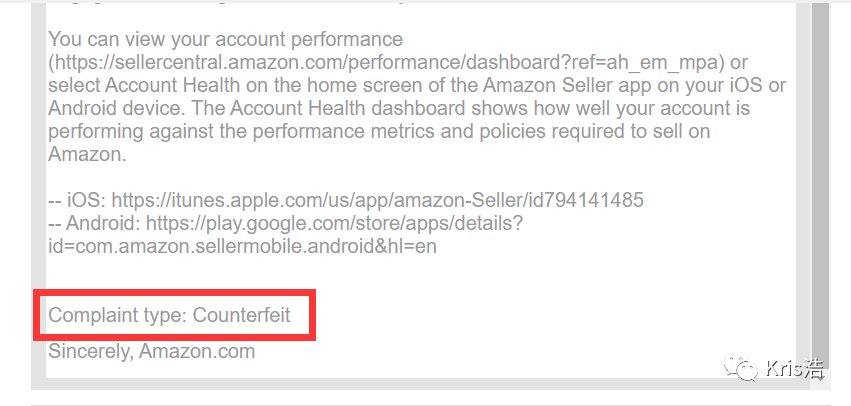 You can view your account performance
(https://sellercentral.amazon.com/performance/dashboard?ref=ah_em_mpa) or
select Account Health on the home screen of the Amazon Seller app on your iOS or
Android device. The Account Health dashboard shows how well your account is
performing against the performance metrics and policies required to sell on
Amazon.
-- iOS: https://itunes.apple.com/us/app/amazon-Seller/id794141485
-- Android: https://play.google.com/store/apps/details?
id=com.amazon.sellermobile.android&hl=en
Complaint type: Counterfeit
Sincerely, Amazon.com
Kris浩